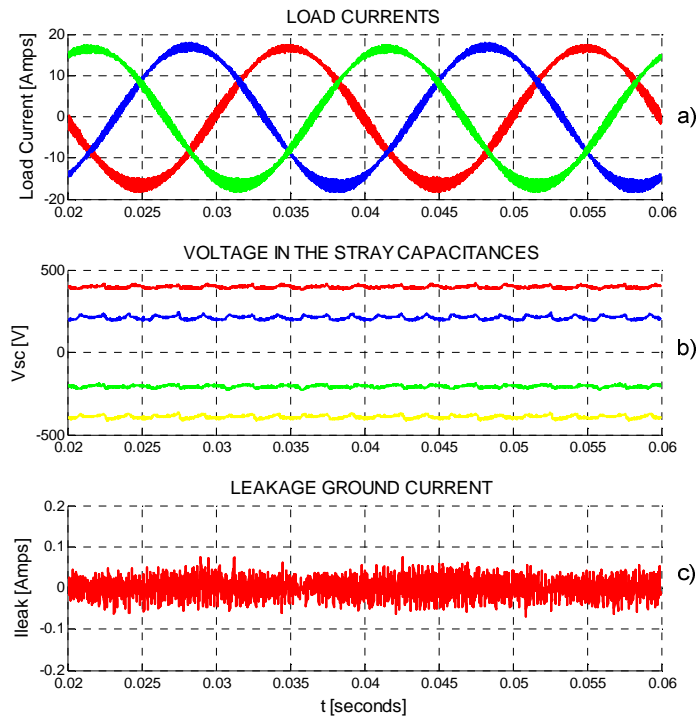 LOAD CURRENTS
Load Current [Amps]
20
10
0
-10
20
0.02 0.025 0.03 0.035 0.04 0.045 0.05 0.055 0.06
a)
VOLTAGE IN THE STRAY CAPACITANCES
Vsc [V]
500
0
-500
0.02 0.025 0.03 0.035 0.04 0.045 0.05 0.055 0.06
b)
LEAKAGE GROUND CURRENT
Ileak [Amps]
0.2
0.1
0
-0.1
-0.2
0.02 0.025 0.03 0.035 0.04 0.045 0.05 0.055 0.06
c)
t [seconds]